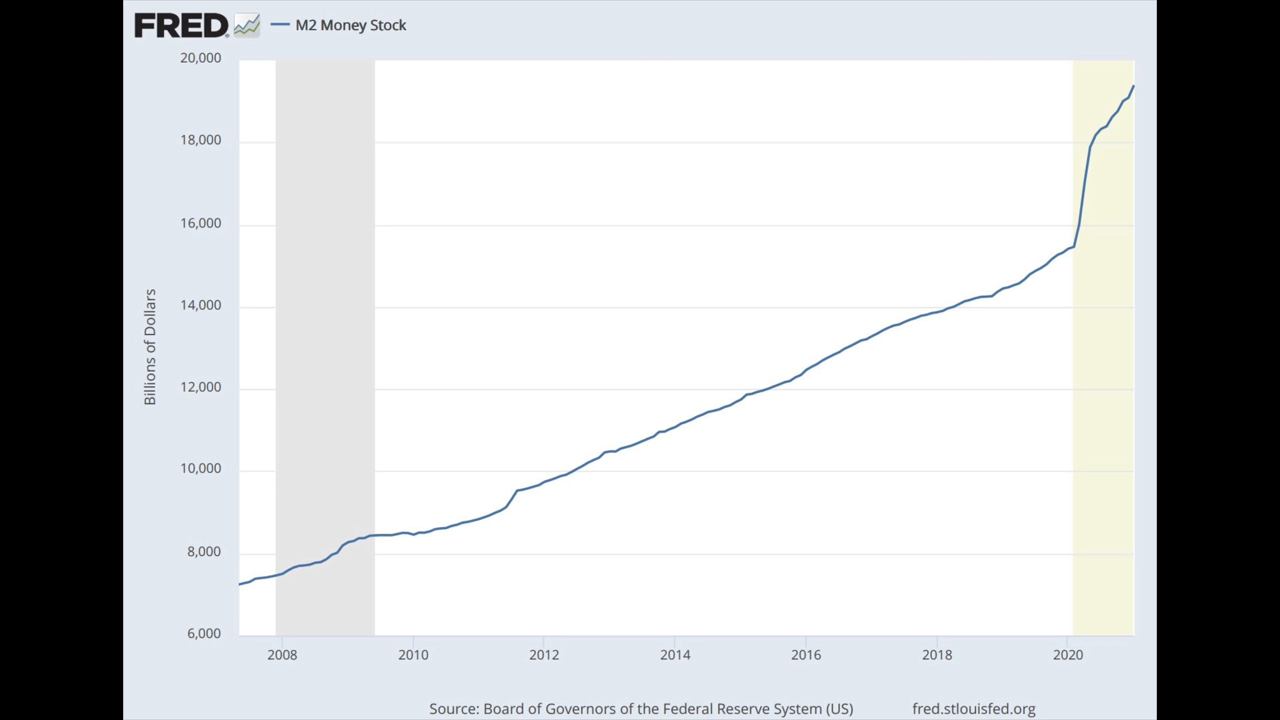 FRED
M2 Money Stock
20,000
18,000
16,000
14,000
12,000
10,000
8,000
6,000
Billions of Dollars
2008 2010 2012 2014 2016 2018 2020
Source: Board of Governors of the Federal Reserve System (US) fred.stlouisfed.org